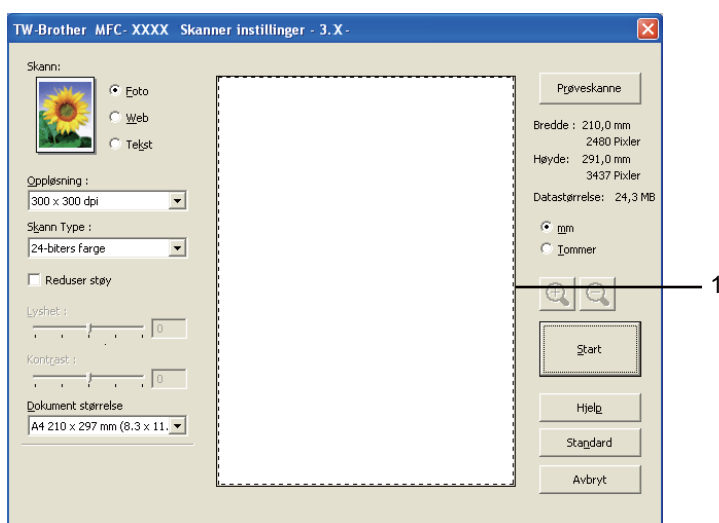 TW-Brother MFC- XXXX Skanner instillinger - 3.X-
Skann:
Foto
Web
Tekst
Oppløsning :
300 x 300 dpi
Skann Type :
24-biters farge
Reduser støy
Lyshet :
0
Kontrast :
0
Dokument størrelse
A4 210 x 297 mm (8.3 x 11.
Prøveskanne
Bredde : 210,0 mm
2480 Pixler
Høyde: 291,0 mm
3437 Pixler
Datastørrelse: 24,3 MB
mm
Tommer
1
Start
Hjelp
Standard
Avbryt